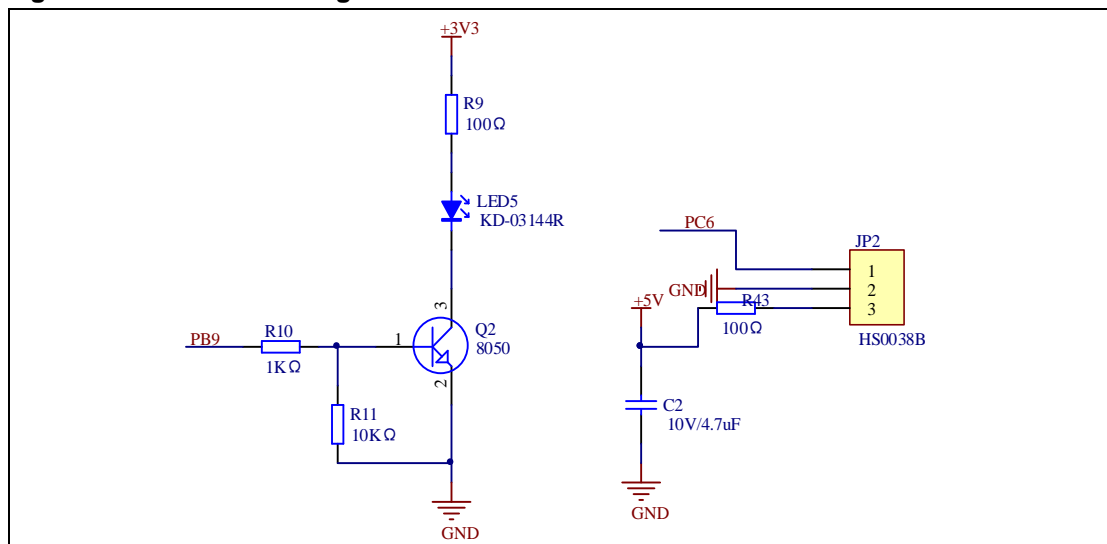 +3V3
R9
100Ω
LED5
KD-03144R
PC6
JP2
1
2
3
HS0038B
GND
+5V
R43
100Ω
3
Q2
8050
1
2
PB9
R10
1KΩ
R11
10KΩ
C2
10V/4.7uF
GND
GND